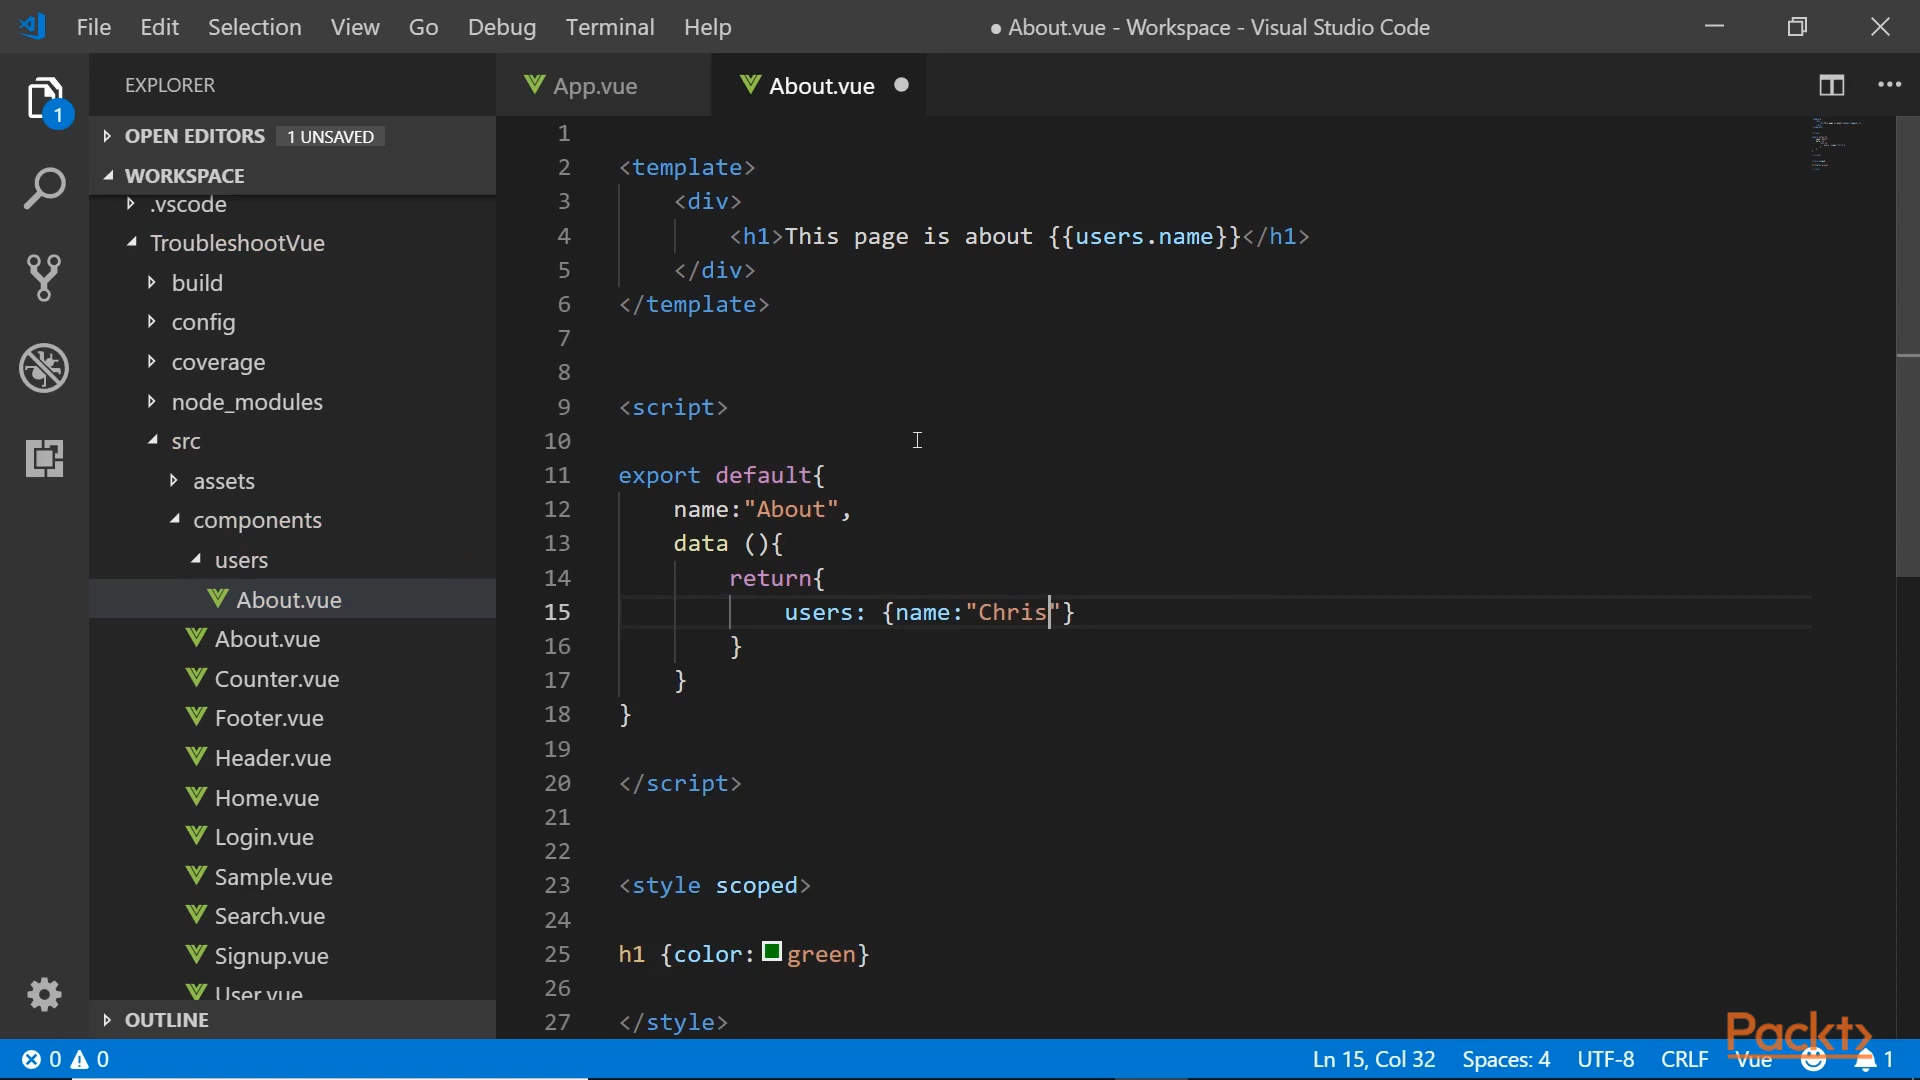 File Edit Selection View Go Debug Terminal Help
● About.vue - Workspace - Visual Studio Code
1
EXPLORER
OPEN EDITORS 1 UNSAVED
WORKSPACE
.vscode
TroubleshootVue
build
config
coverage
node_modules
src
assets
components
users
About.vue
About.vue
Counter.vue
Footer.vue
Header.vue
Home.vue
Login.vue
Sample.vue
Search.vue
Signup.vue
User.vue
OUTLINE
App.vue About.vue
1
2 <template>
3 <div>
4 <h1>This page is about {{users.name}}</h1>
5 </div>
6 </template>
7
8
9 <script>
10
11 export default{
12 name:"About",
13 data (){
14 return{
15 users: {name:"Chris"}
16 }
17 }
18 }
19
20 </script>
21
22
23 <style scoped>
24
25 h1 {color:green}
26
27 </style>
Packt>
0 0 Ln 15, Col 32 Spaces: 4 UTF-8 CRLF Vue 1